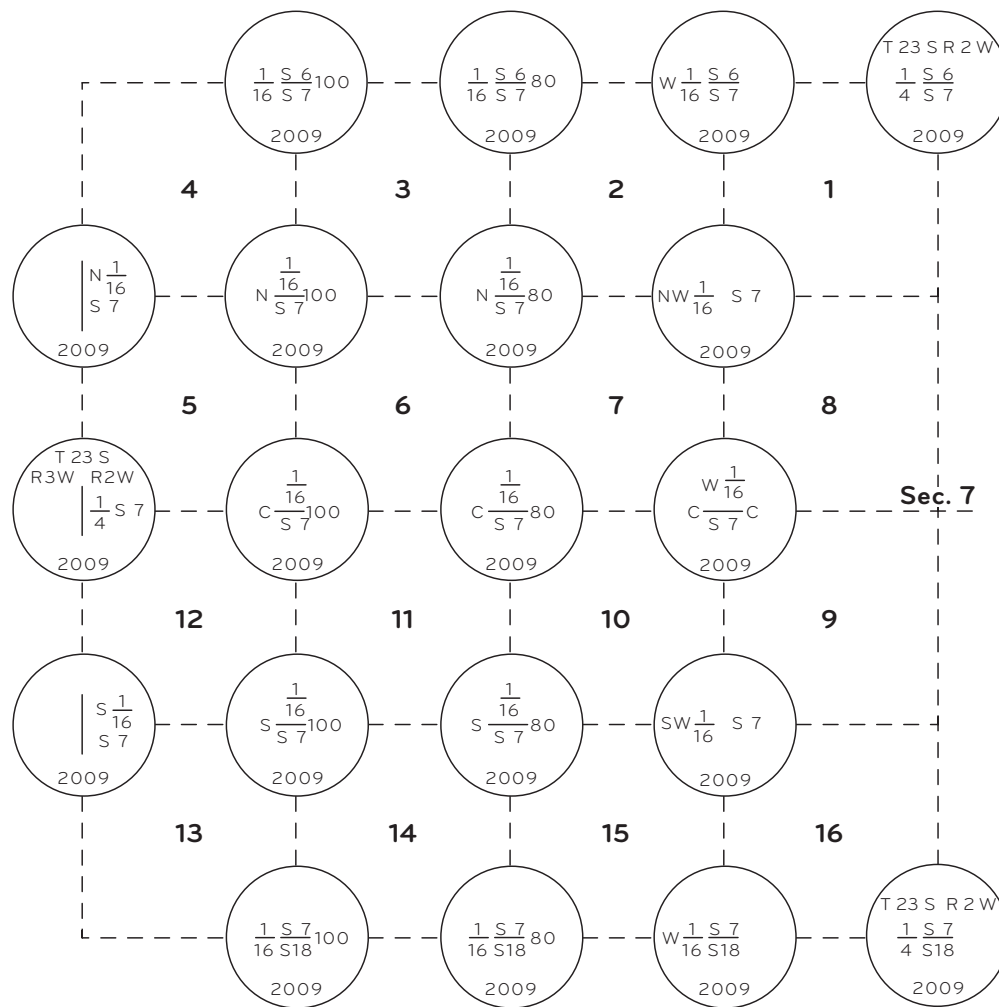 T 23 S R 2 W
1/16 S 6/S 7 100
1/16 S 6/S 7 80
W 1/16 S 6/S 7
1/4 S 6/S 7
2009 2009 2009 2009
4 3 2 1
N 1/16 S 7
N 1/16 S 7 100
N 1/16 S 7 80
NW 1/16 S 7
2009 2009 2009 2009
5 6 7 8
T 23 S
R3W R2W
1/4 S 7
C 1/16 S 7 100
C 1/16 S 7 80
W 1/16
C S 7 C
Sec. 7
2009 2009 2009 2009
12 11 10 9
S 1/16 S 7
S 1/16 S 7 100
S 1/16 S 7 80
SW 1/16 S 7
2009 2009 2009 2009
13 14 15 16
T 23 S R 2 W
1/16 S 7/S18 100
1/16 S 7/S18 80
W 1/16 S 7/S18
1/4 S 7/S18
2009 2009 2009 2009